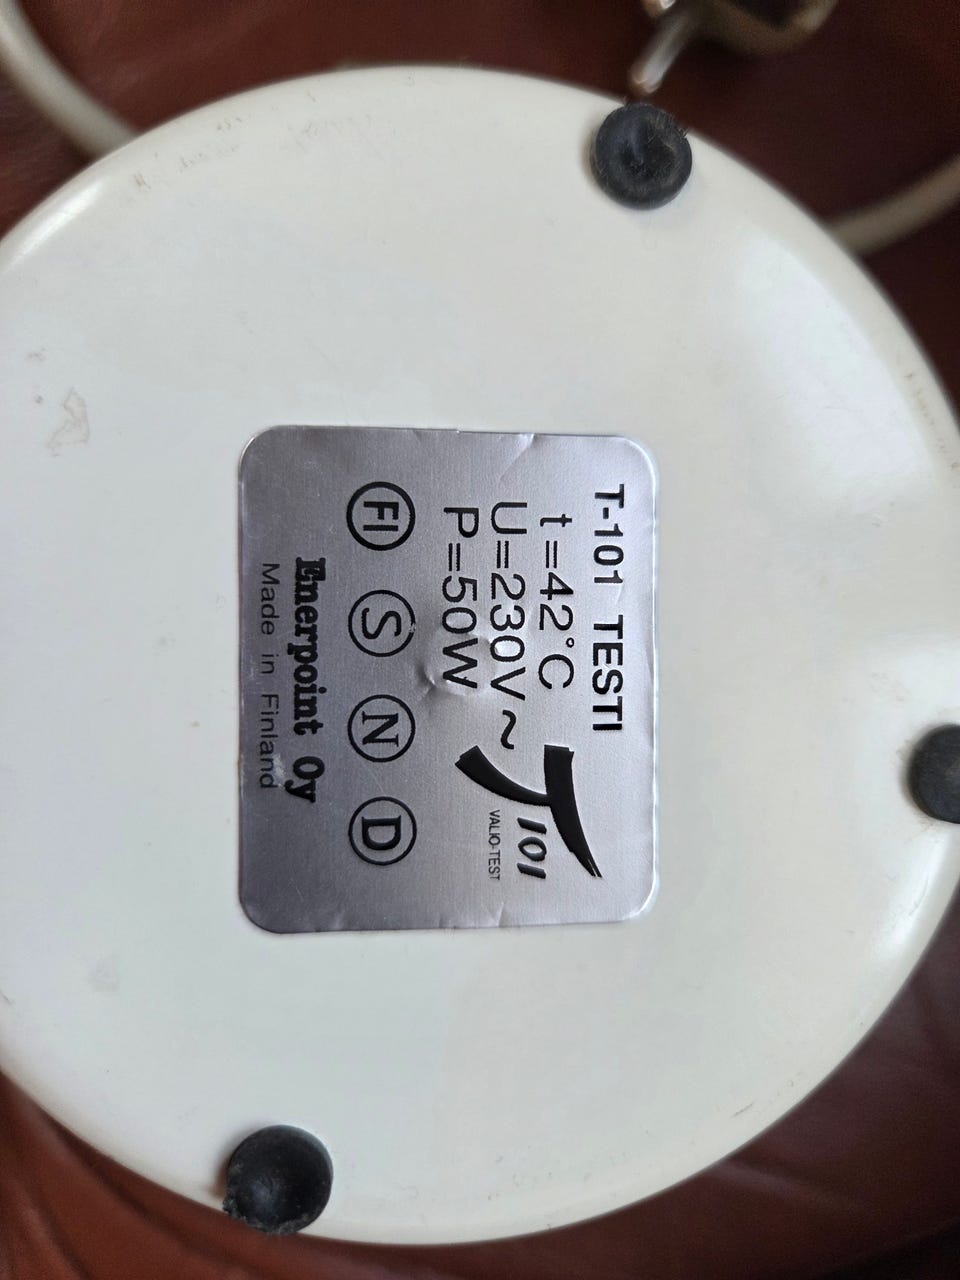 T-101 TESTI
t=42°C
U=230V~
P=50W
T 101
VALIO-TEST
FI S N D
Enerpoint Oy
Made in Finland